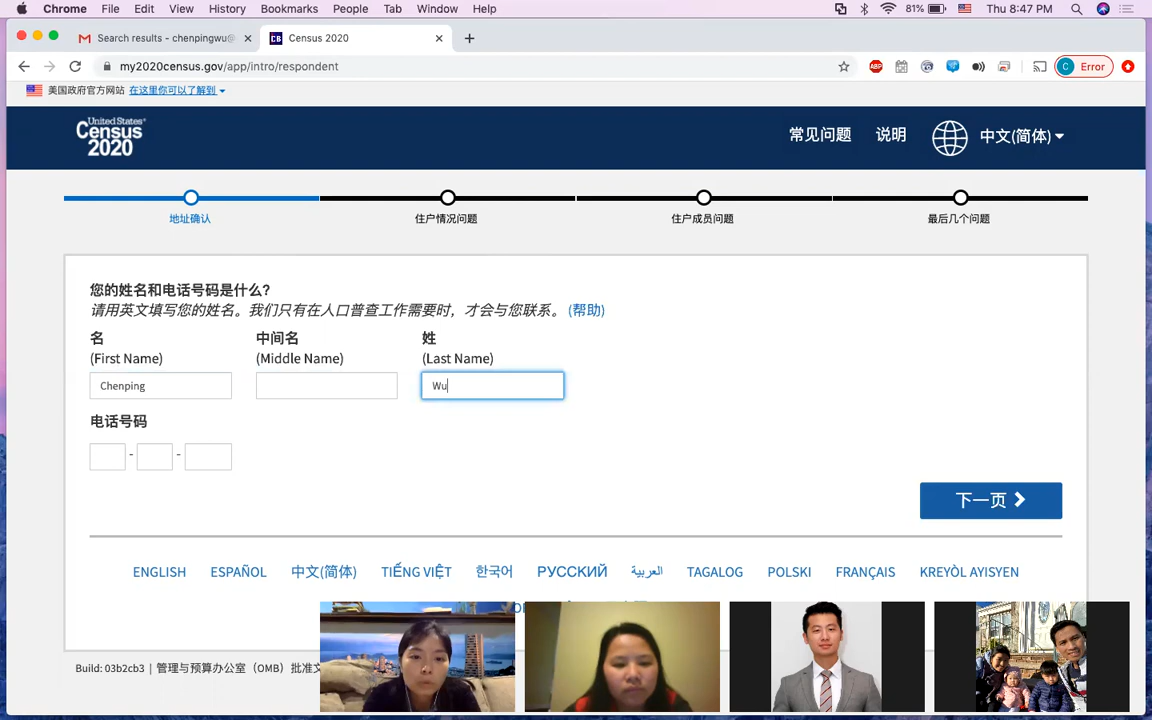 Chrome File Edit View History Bookmarks People Tab Window Help 81% Thu 8:47 PM
Search results - chenpingwu@ × Census 2020 × +
my2020census.gov/app/intro/respondent ABP C Error
美国政府官方网站 在这里你可以了解到
United States®
Census
2020
常见问题 说明 中文(简体)
地址确认 住户情况问题 住户成员问题 最后几个问题
您的姓名和电话号码是什么?
请用英文填写您的姓名。我们只有在人口普查工作需要时，才会与您联系。(帮助)
名 中间名 姓
(First Name) (Middle Name) (Last Name)
Chenping Wu
电话号码
- -
下一页
ENGLISH ESPAÑOL 中文(简体) TIẾNG VIỆT 한국어 РУССКИЙ العربية TAGALOG POLSKI FRANÇAIS KREYÒL AYISYEN
Build: 03b2cb3 | 管理与预算办公室（OMB）批准